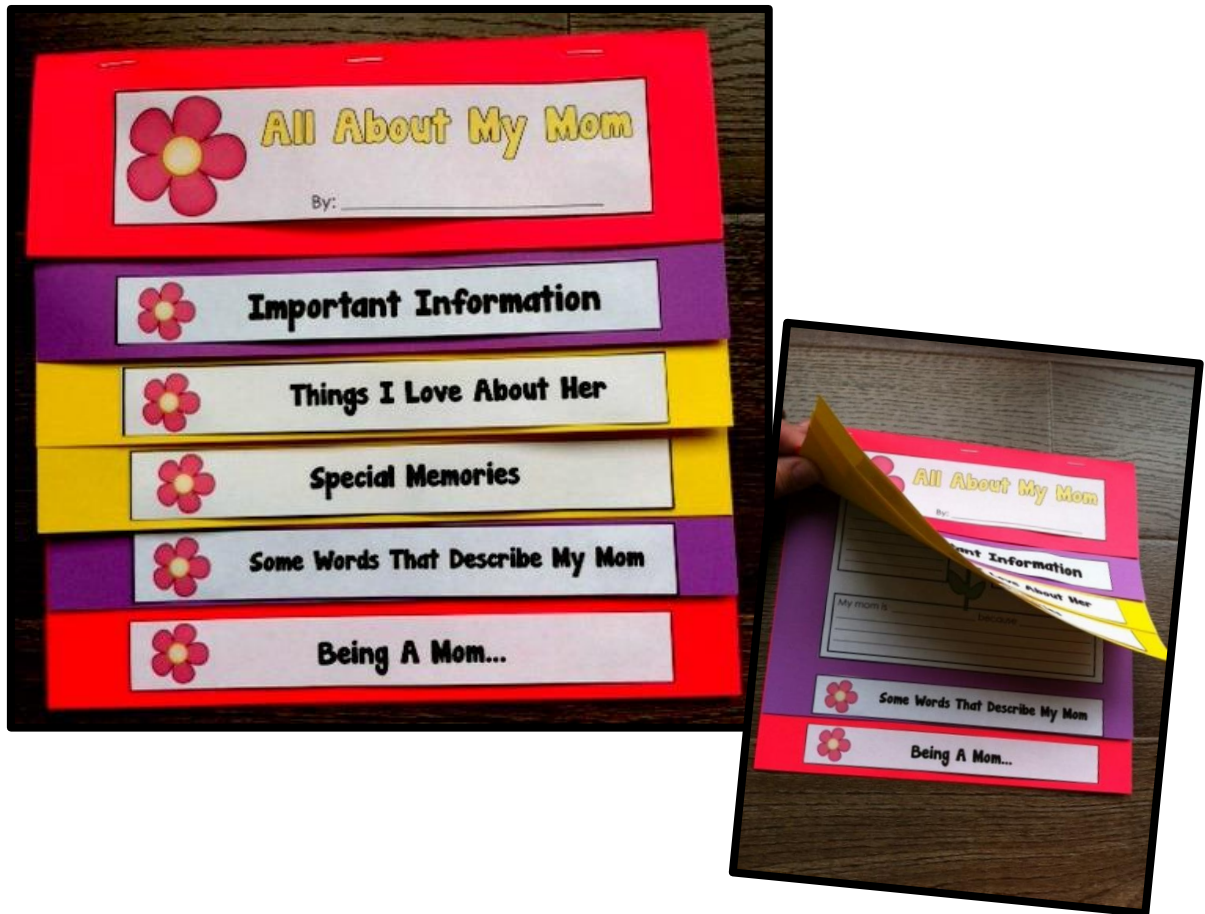 All About My Mom
By:
Important Information
Things I Love About Her
Special Memories
Some Words That Describe My Mom
Being A Mom...
All About My Mom
By:
Information
Love About Her
My mom is because
Some Words That Describe My Mom
Being A Mom...